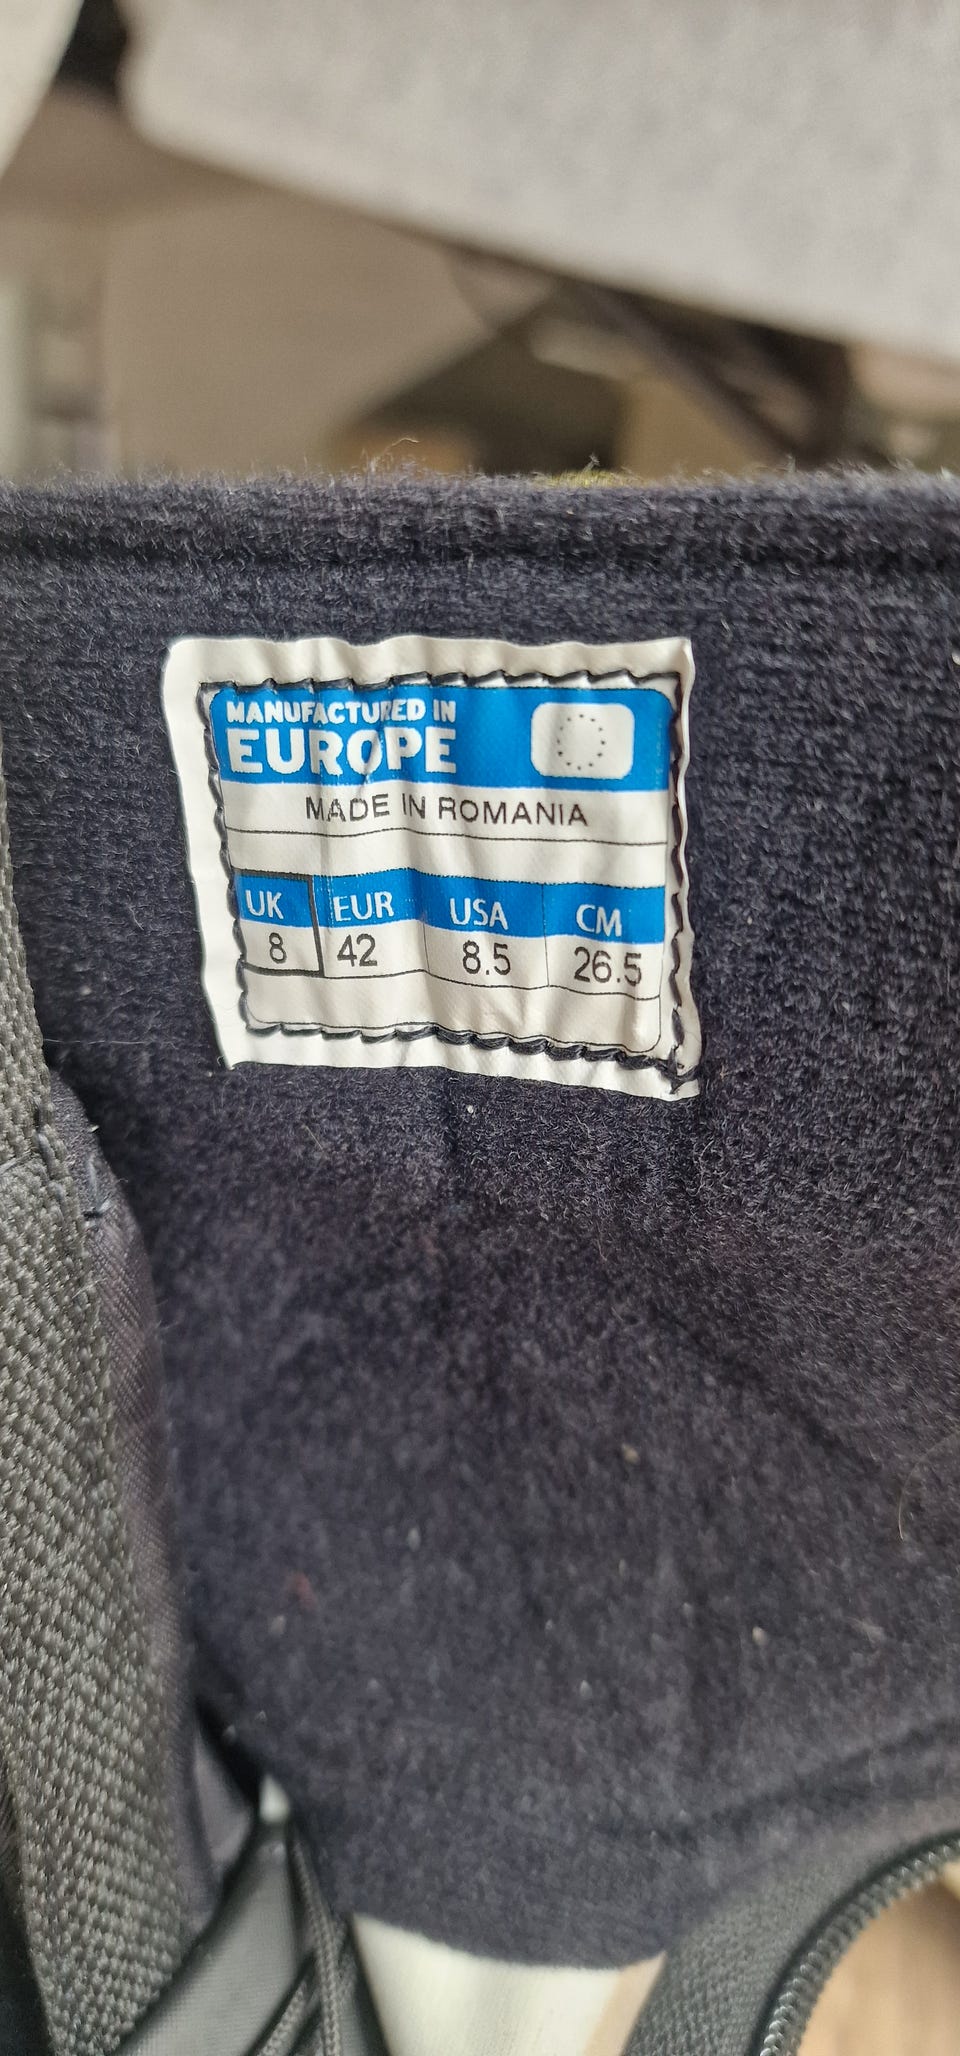 MANUFACTURED IN
EUROPE
MADE IN ROMANIA
UK EUR USA CM
8 42 8.5 26.5